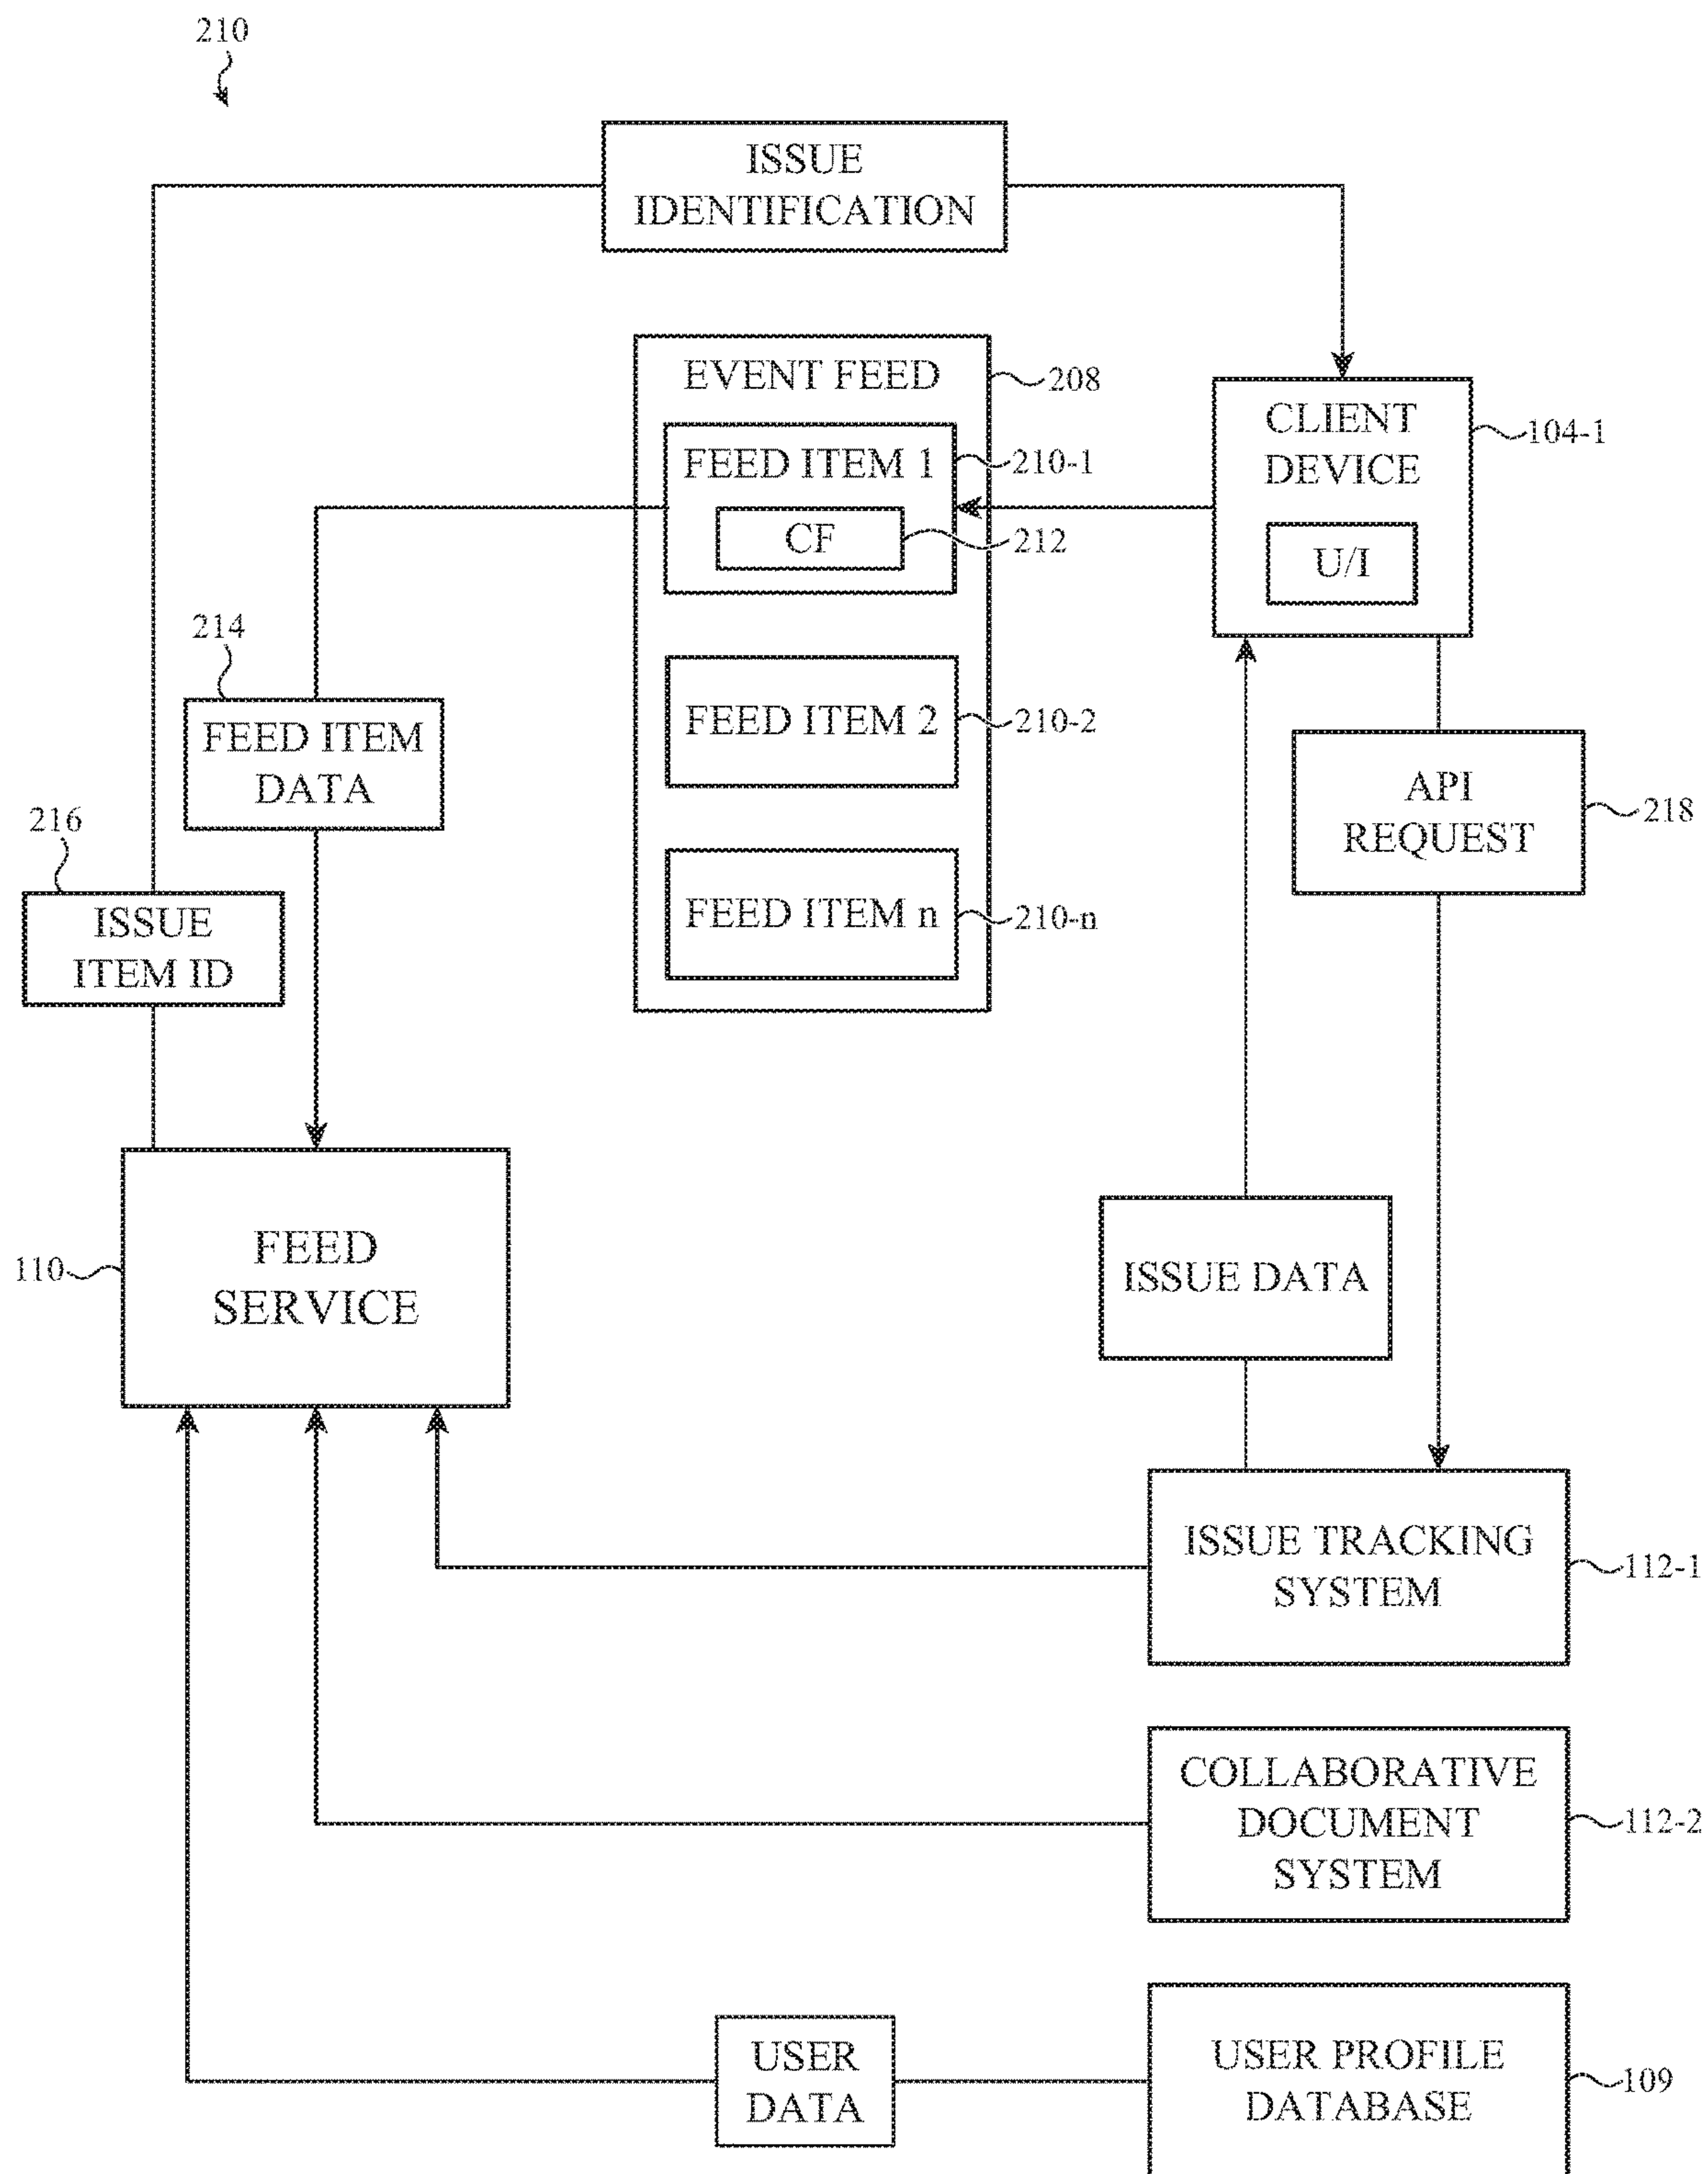 210
ISSUE
IDENTIFICATION
EVENT FEED
208
CLIENT
DEVICE
104-1
U/I
FEED ITEM 1
210-1
CF
212
214
FEED ITEM
DATA
FEED ITEM 2
210-2
API
REQUEST
218
216
ISSUE
ITEM ID
FEED ITEM n
210-n
110
FEED
SERVICE
ISSUE DATA
ISSUE TRACKING
SYSTEM
112-1
COLLABORATIVE
DOCUMENT
SYSTEM
112-2
USER
DATA
USER PROFILE
DATABASE
109